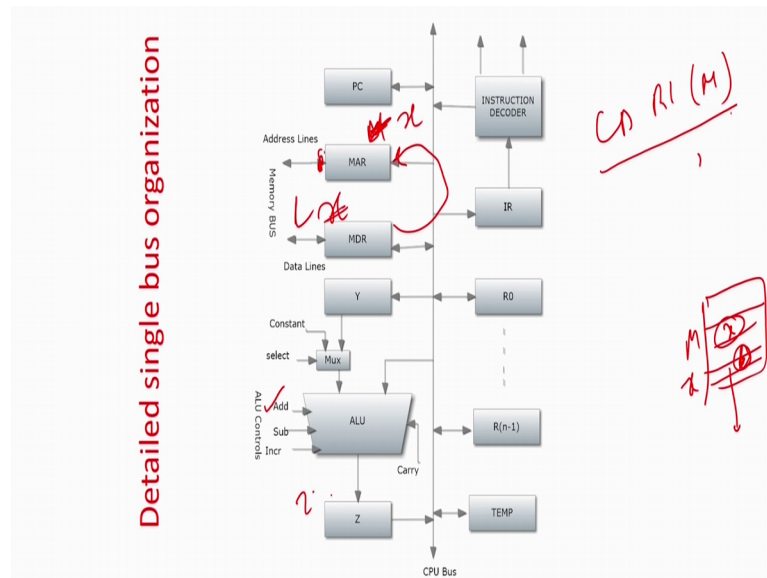 Detailed single bus organization
PC
INSTRUCTION
DECODER
x
Address Lines
MAR
Memory BUS
IR
MDR
Data Lines
Y
R0
Constant
select
Mux
ALU Controls
Add
Sub
Incr
ALU
R(n-1)
Carry
Z
TEMP
CPU Bus
R1 (M)
M
x